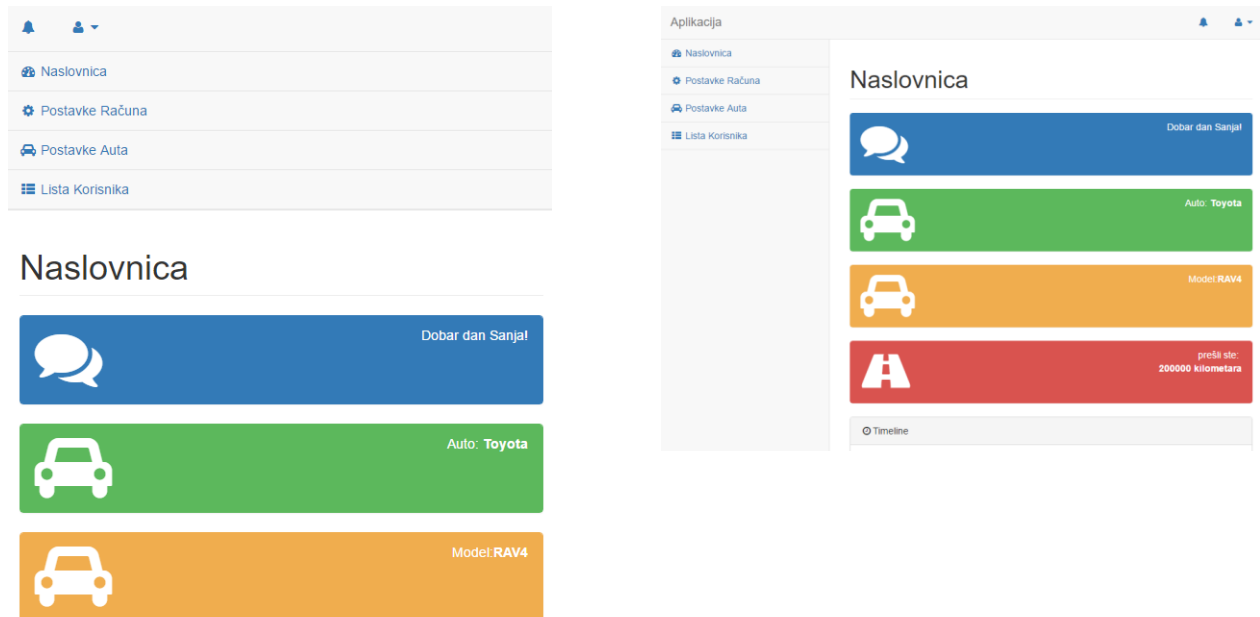 Naslovnica
Postavke Računa
Postavke Auta
Lista Korisnika
Naslovnica
Dobar dan Sanja!
Auto: Toyota
Model:RAV4
Aplikacija
Naslovnica
Postavke Računa
Postavke Auta
Lista Korisnika
Naslovnica
Dobar dan Sanja!
Auto: Toyota
Model:RAV4
prešli ste:
200000 kilometara
Timeline